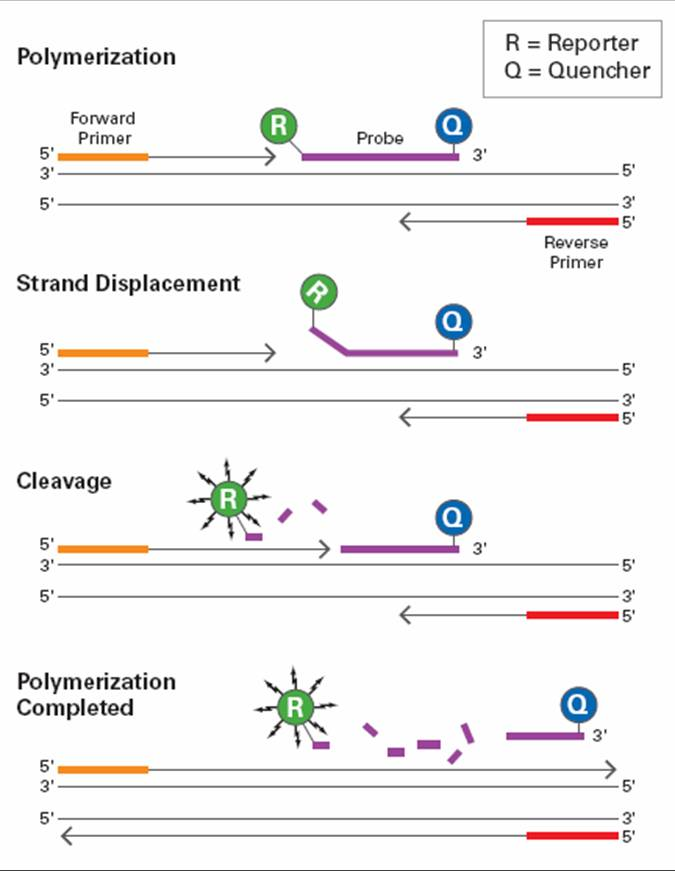 R = Reporter
Q = Quencher
Polymerization
Forward
Primer
R
Probe
Q
5'
3'
3'
5'
5'
3'
5'
Reverse
Primer
Strand Displacement
R
Q
5'
3'
3'
5'
5'
3'
5'
Cleavage
R
Q
5'
3'
3'
5'
5'
3'
5'
Polymerization
Completed
R
Q
3'
5'
3'
5'
5'
3'
5'